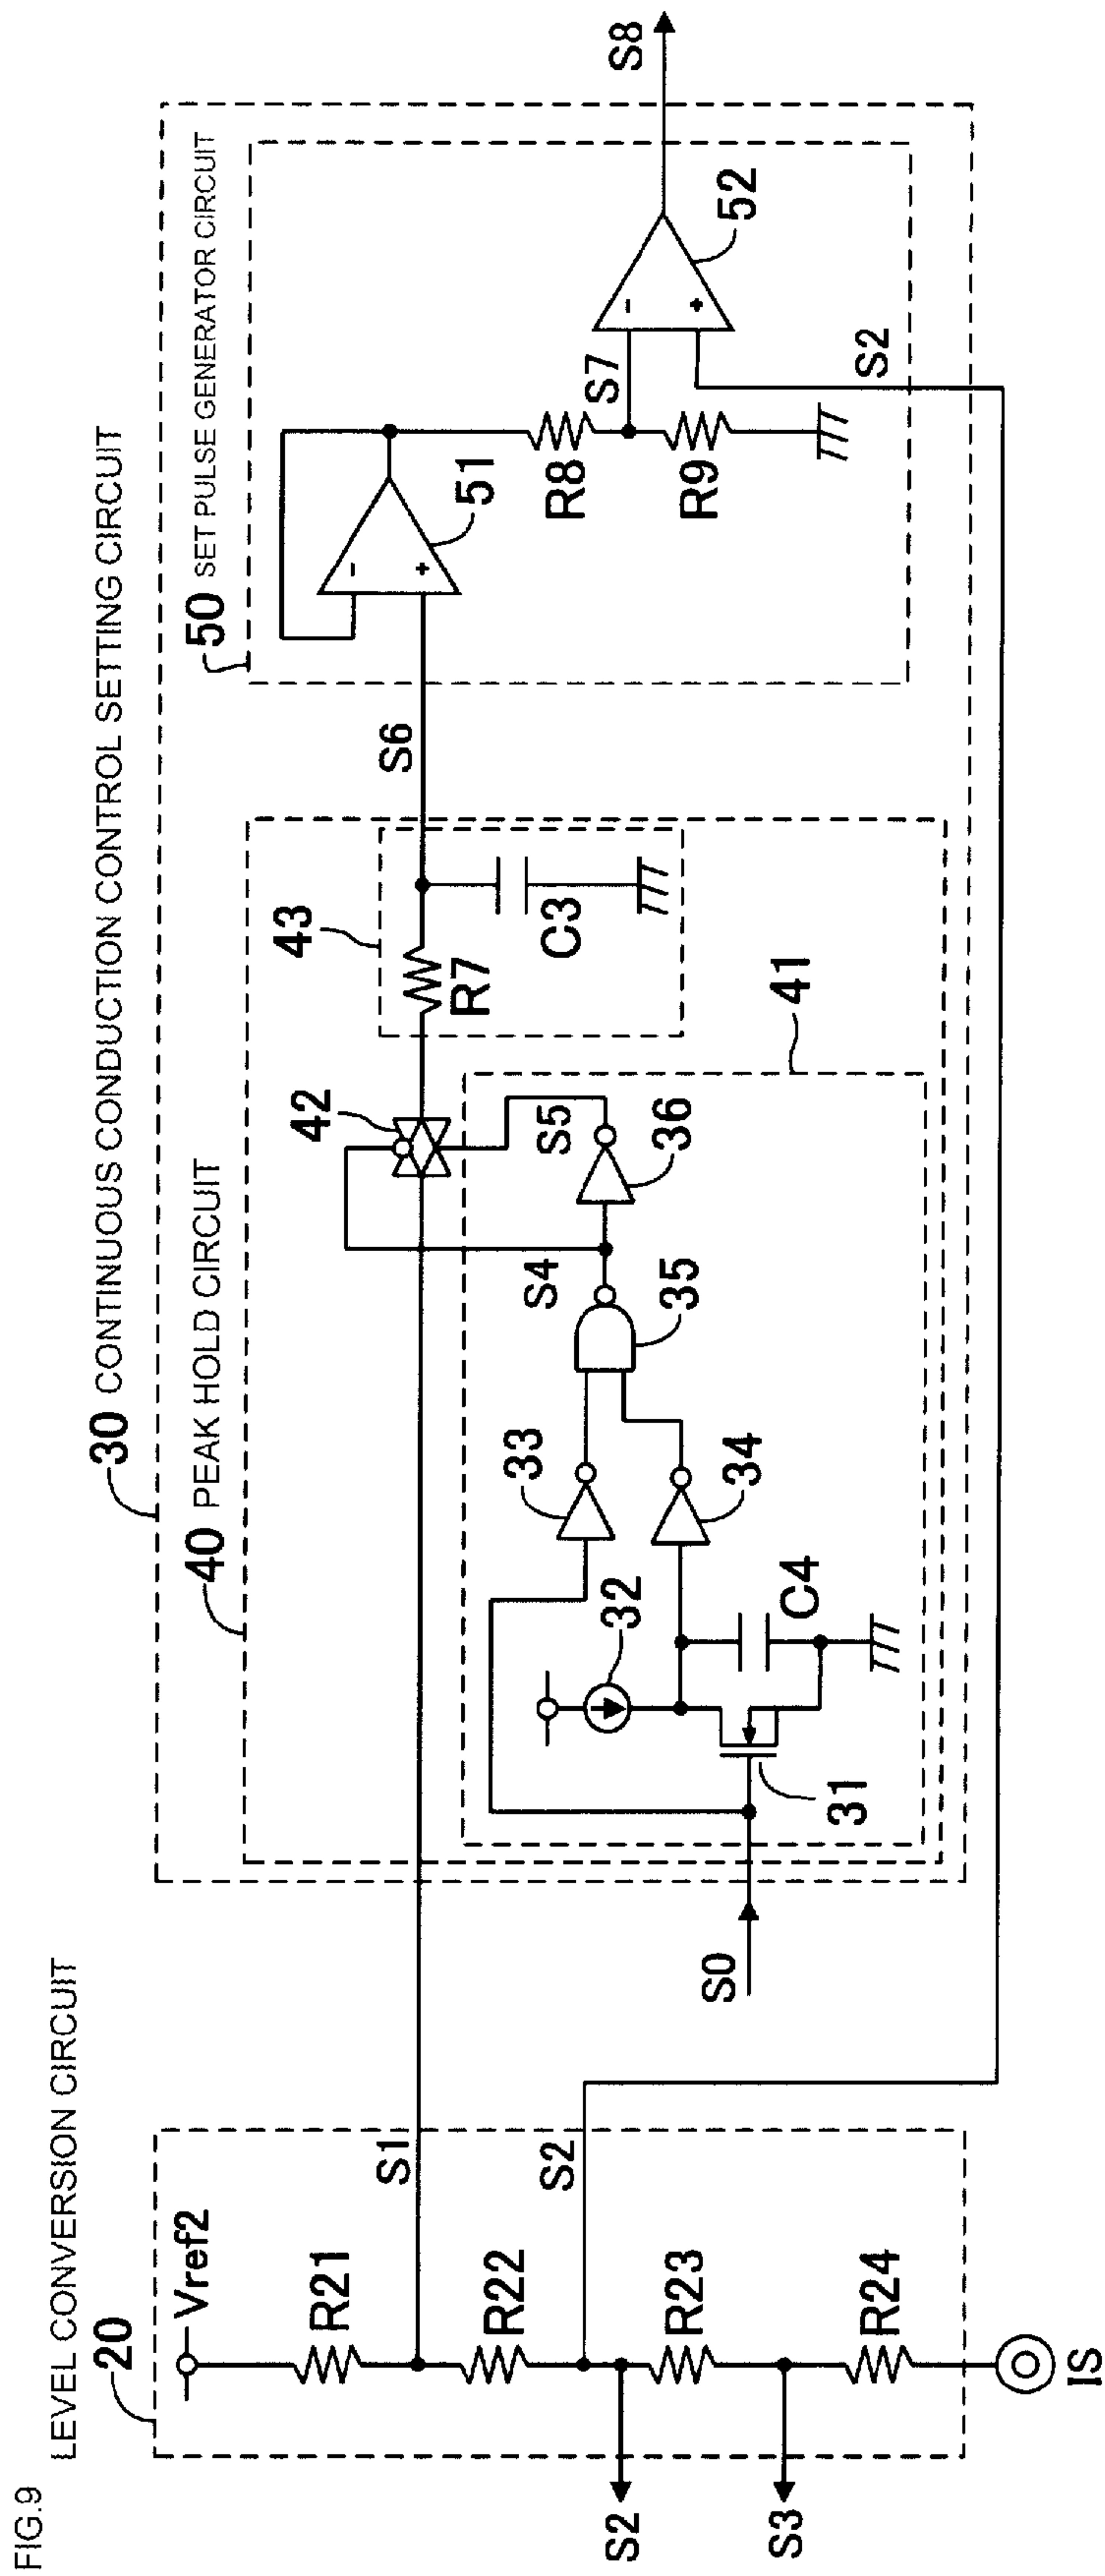 FIG.9
20 LEVEL CONVERSION CIRCUIT
Vref2
R21
S1
R22
S2
S2
R23
S3
R24
IS
30 CONTINUOUS CONDUCTION CONTROL SETTING CIRCUIT
40 PEAK HOLD CIRCUIT
S0
31
32
C4
33
34
35
S4
36
S5
41
42
43
R7
C3
S6
50 SET PULSE GENERATOR CIRCUIT
-
+
51
R8
S7
R9
-
+
52
S2
S8